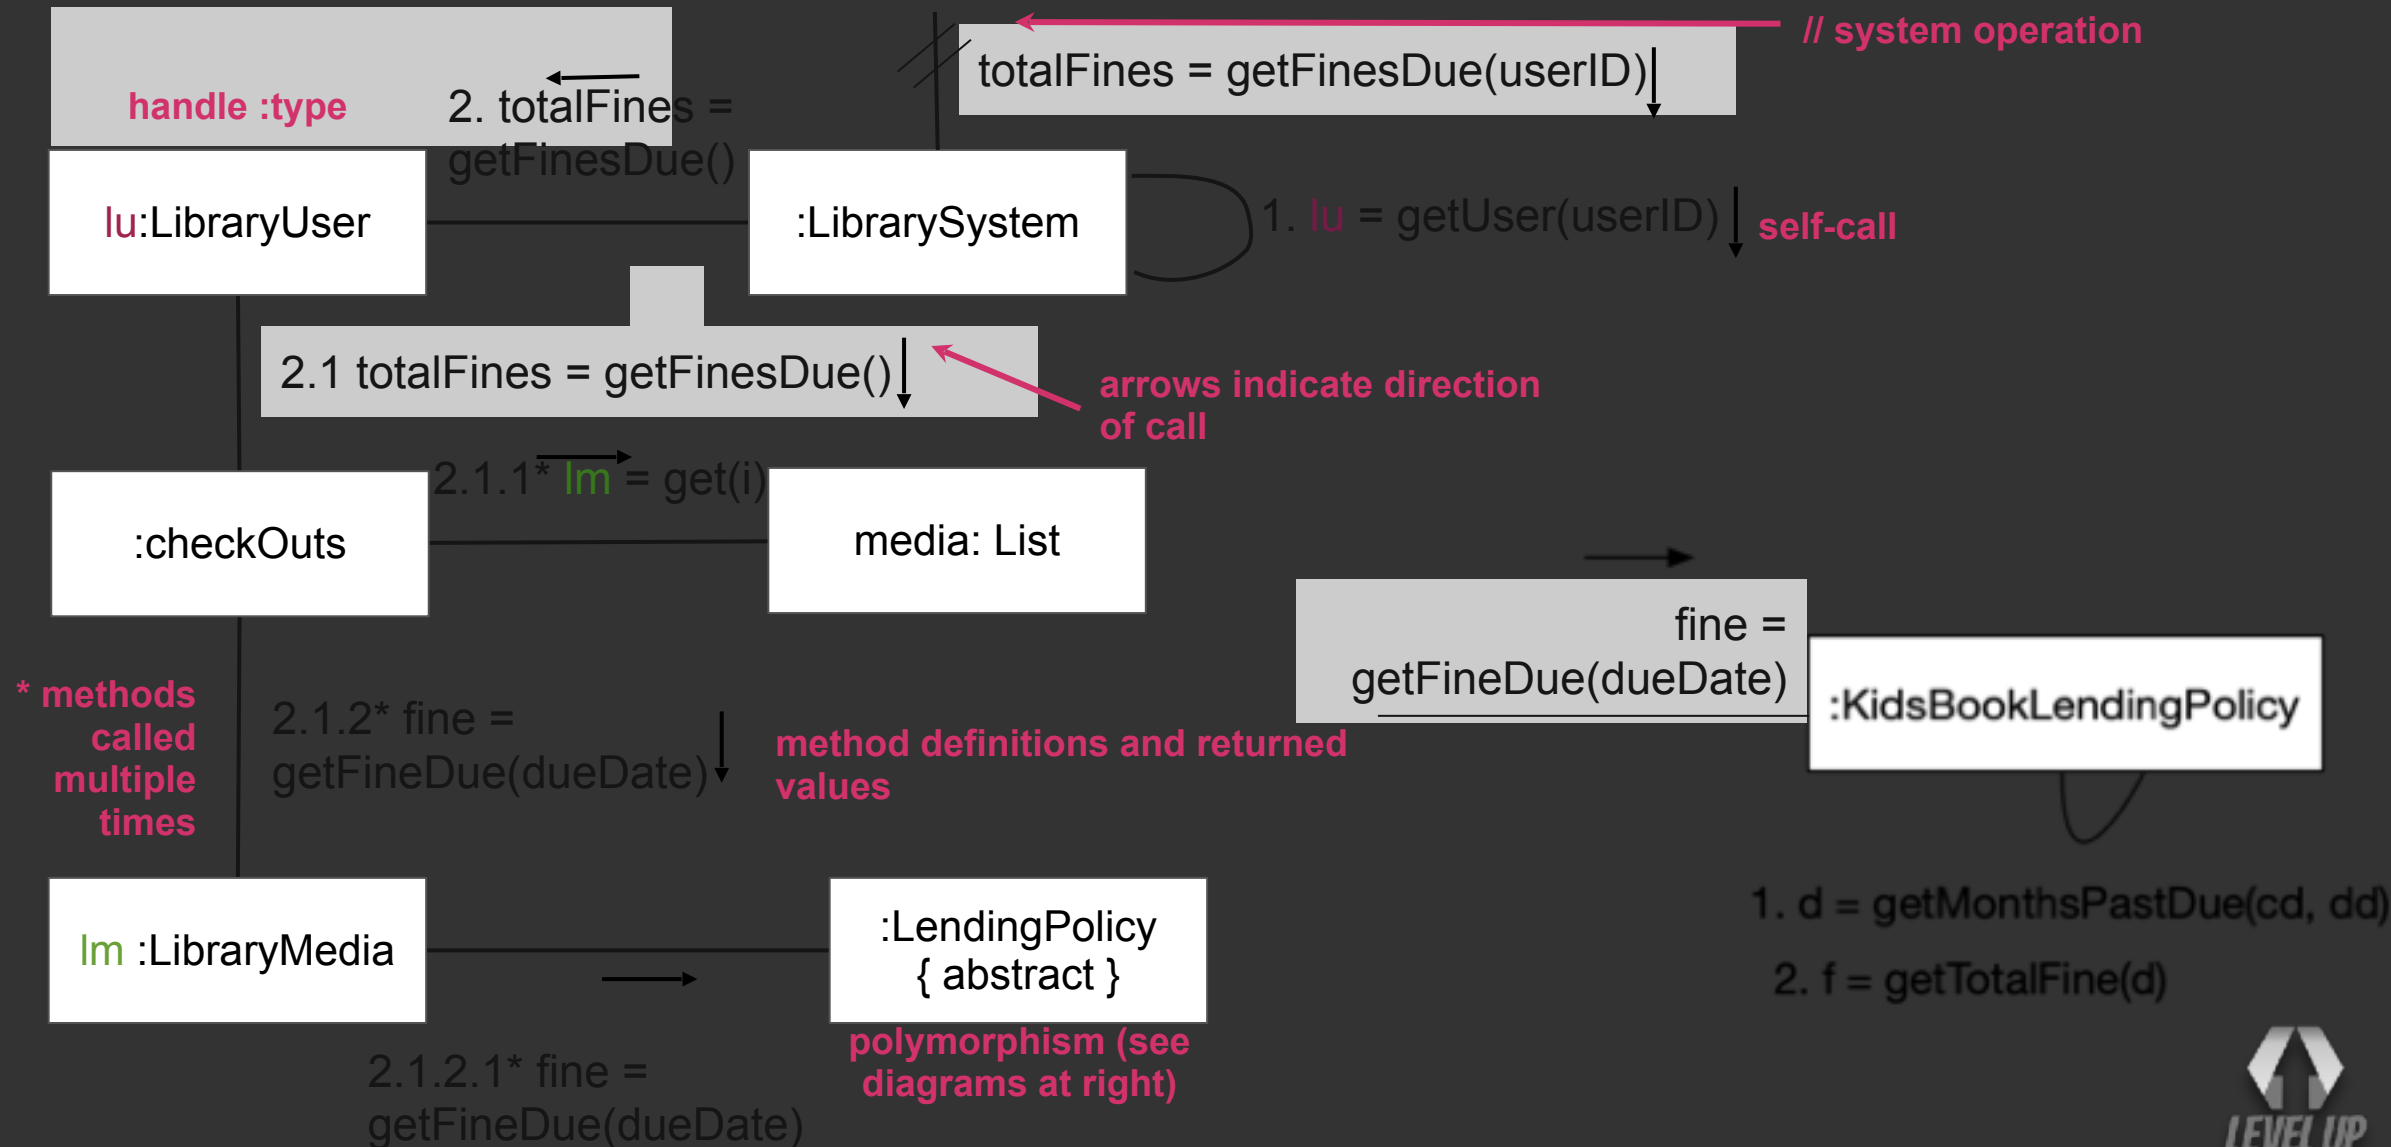 // system operation
totalFines = getFinesDue(userID)
handle :type
2. totalFines =
getFinesDue()
lu:LibraryUser
:LibrarySystem
1. lu = getUser(userID)
self-call
2.1 totalFines = getFinesDue()
arrows indicate direction
of call
2.1.1* lm = get(i)
:checkOuts
media: List
fine =
getFineDue(dueDate)
:KidsBookLendingPolicy
* methods
called
multiple
times
2.1.2* fine =
getFineDue(dueDate)
method definitions and returned
values
1. d = getMonthsPastDue(cd, dd)
2. f = getTotalFine(d)
lm :LibraryMedia
:LendingPolicy
{ abstract }
polymorphism (see
diagrams at right)
2.1.2.1* fine =
getFineDue(dueDate)
LEVEL UP